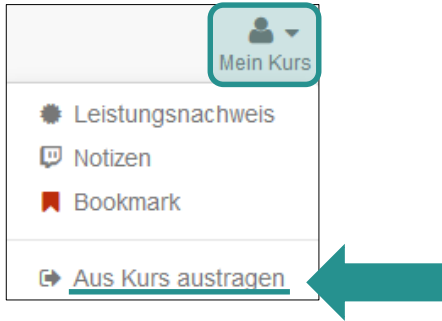 Mein Kurs
Leistungsnachweis
Notizen
Bookmark
Aus Kurs austragen